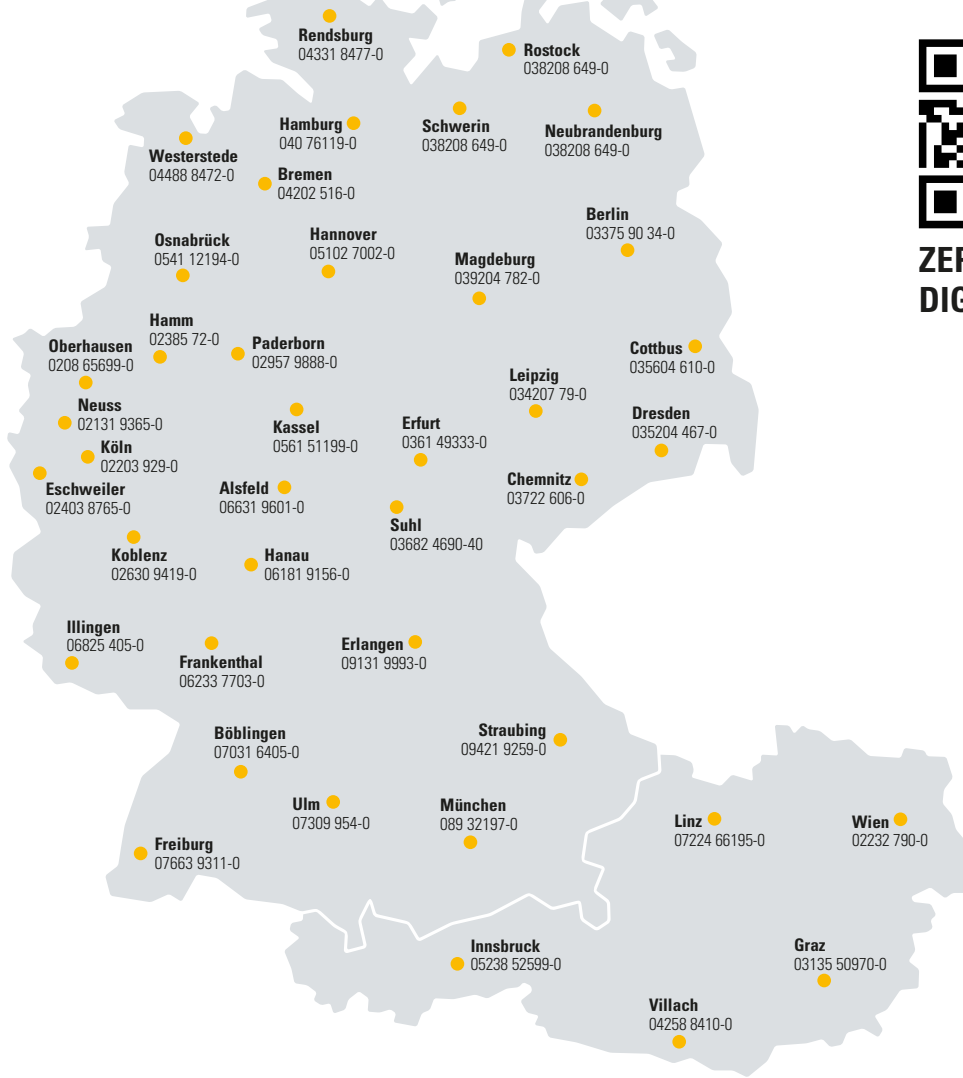 Rendsburg
04331 8477-0
Rostock
038208 649-0
Hamburg
040 76119-0
Schwerin
038208 649-0
Neubrandenburg
038208 649-0
Westerstede
04488 8472-0
Bremen
04202 516-0
Berlin
03375 90 34-0
Osnabrück
0541 12194-0
Hannover
05102 7002-0
Magdeburg
039204 782-0
ZER
DIG
Hamm
02385 72-0
Oberhausen
0208 65699-0
Paderborn
02957 9888-0
Cottbus
035604 610-0
Leipzig
034207 79-0
Neuss
02131 9365-0
Kassel
0561 51199-0
Erfurt
0361 49333-0
Dresden
035204 467-0
Köln
02203 929-0
Eschweiler
02403 8765-0
Alsfeld
06631 9601-0
Chemnitz
03722 606-0
Suhl
03682 4690-40
Koblenz
02630 9419-0
Hanau
06181 9156-0
Illingen
06825 405-0
Frankenthal
06233 7703-0
Erlangen
09131 9993-0
Böblingen
07031 6405-0
Straubing
09421 9259-0
Ulm
07309 954-0
München
089 32197-0
Linz
07224 66195-0
Wien
02232 790-0
Freiburg
07663 9311-0
Innsbruck
05238 52599-0
Graz
03135 50970-0
Villach
04258 8410-0